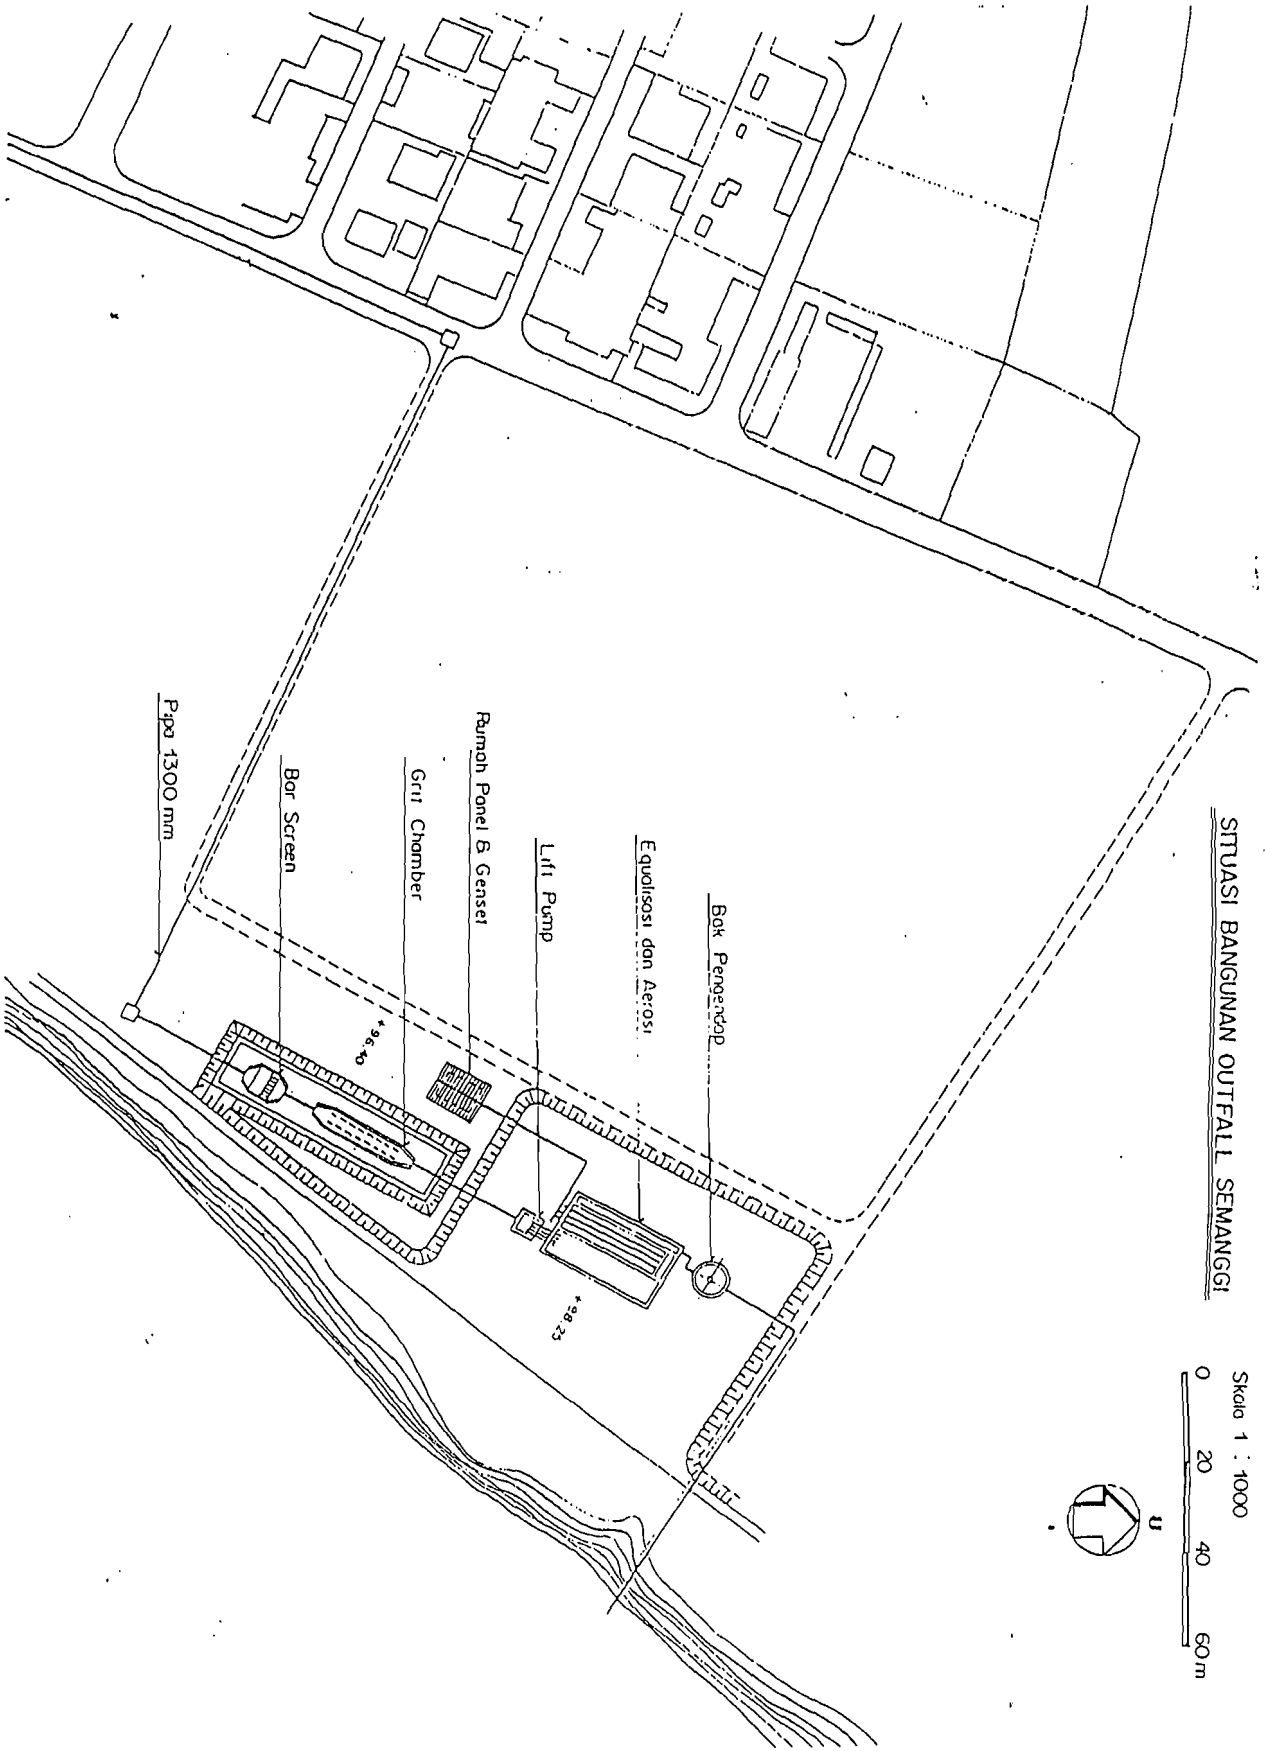 SITUASI BANGUNAN OUTFALL SEMANGGI
Skala 1 : 1000
0 20 40 60 m
U
Bak Pengendap
Equalisasi dan Aerasi
Lift Pump
Rumah Panel & Genset
Grit Chamber
Bar Screen
Pipa 1300 mm
+ 96.40
+ 98.25